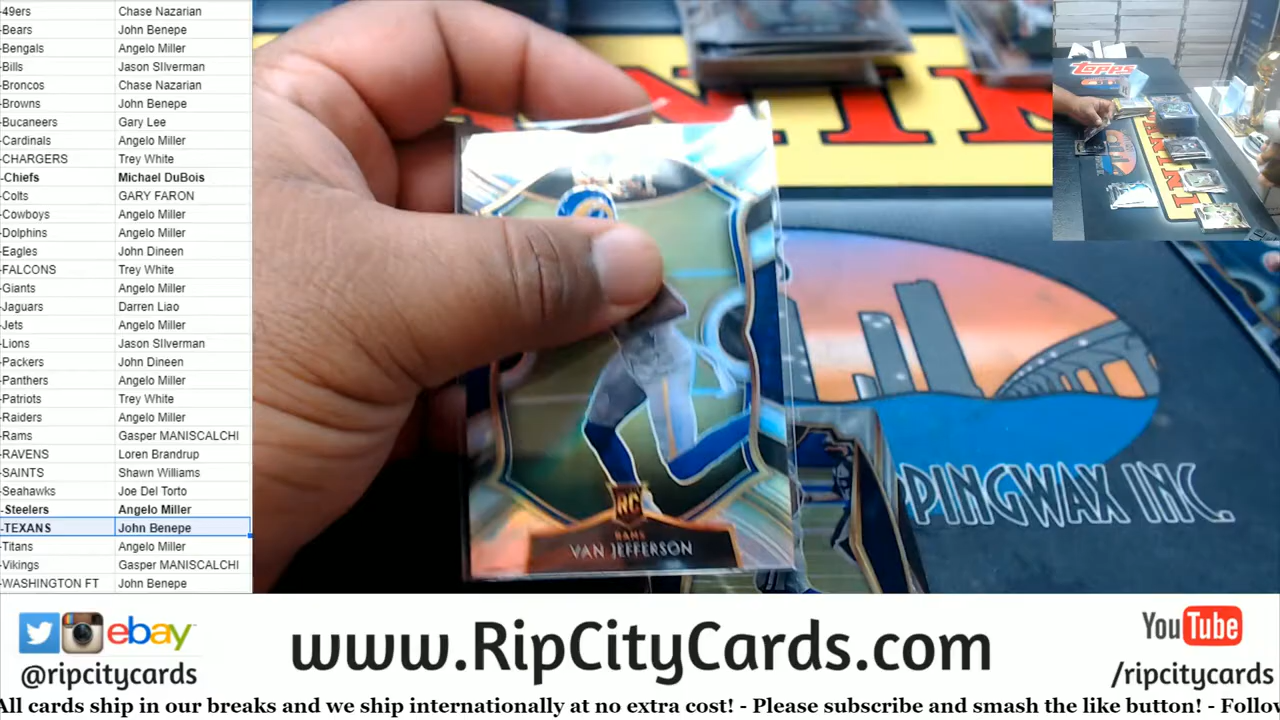 -49ers Chase Nazarian
-Bears John Benepe
-Bengals Angelo Miller
-Bills Jason SIlverman
-Broncos Chase Nazarian
-Browns John Benepe
-Bucaneers Gary Lee
-Cardinals Angelo Miller
-CHARGERS Trey White
-Chiefs Michael DuBois
-Colts GARY FARON
-Cowboys Angelo Miller
-Dolphins Angelo Miller
-Eagles John Dineen
-FALCONS Trey White
-Giants Angelo Miller
-Jaguars Darren Liao
-Jets Angelo Miller
-Lions Jason SIlverman
-Packers John Dineen
-Panthers Angelo Miller
-Patriots Trey White
-Raiders Angelo Miller
-Rams Gasper MANISCALCHI
-RAVENS Loren Brandrup
-SAINTS Shawn Williams
-Seahawks Joe Del Torto
-Steelers Angelo Miller
-TEXANS John Benepe
-Titans Angelo Miller
-Vikings Gasper MANISCALCHI
-WASHINGTON FT John Benepe
Topps
RC
RAMS
VAN JEFFERSON
PPINGWAX INC.
ebay
@ripcitycards
www.RipCityCards.com
YouTube
/ripcitycards
All cards ship in our breaks and we ship internationally at no extra cost! - Please subscribe and smash the like button! - Follow